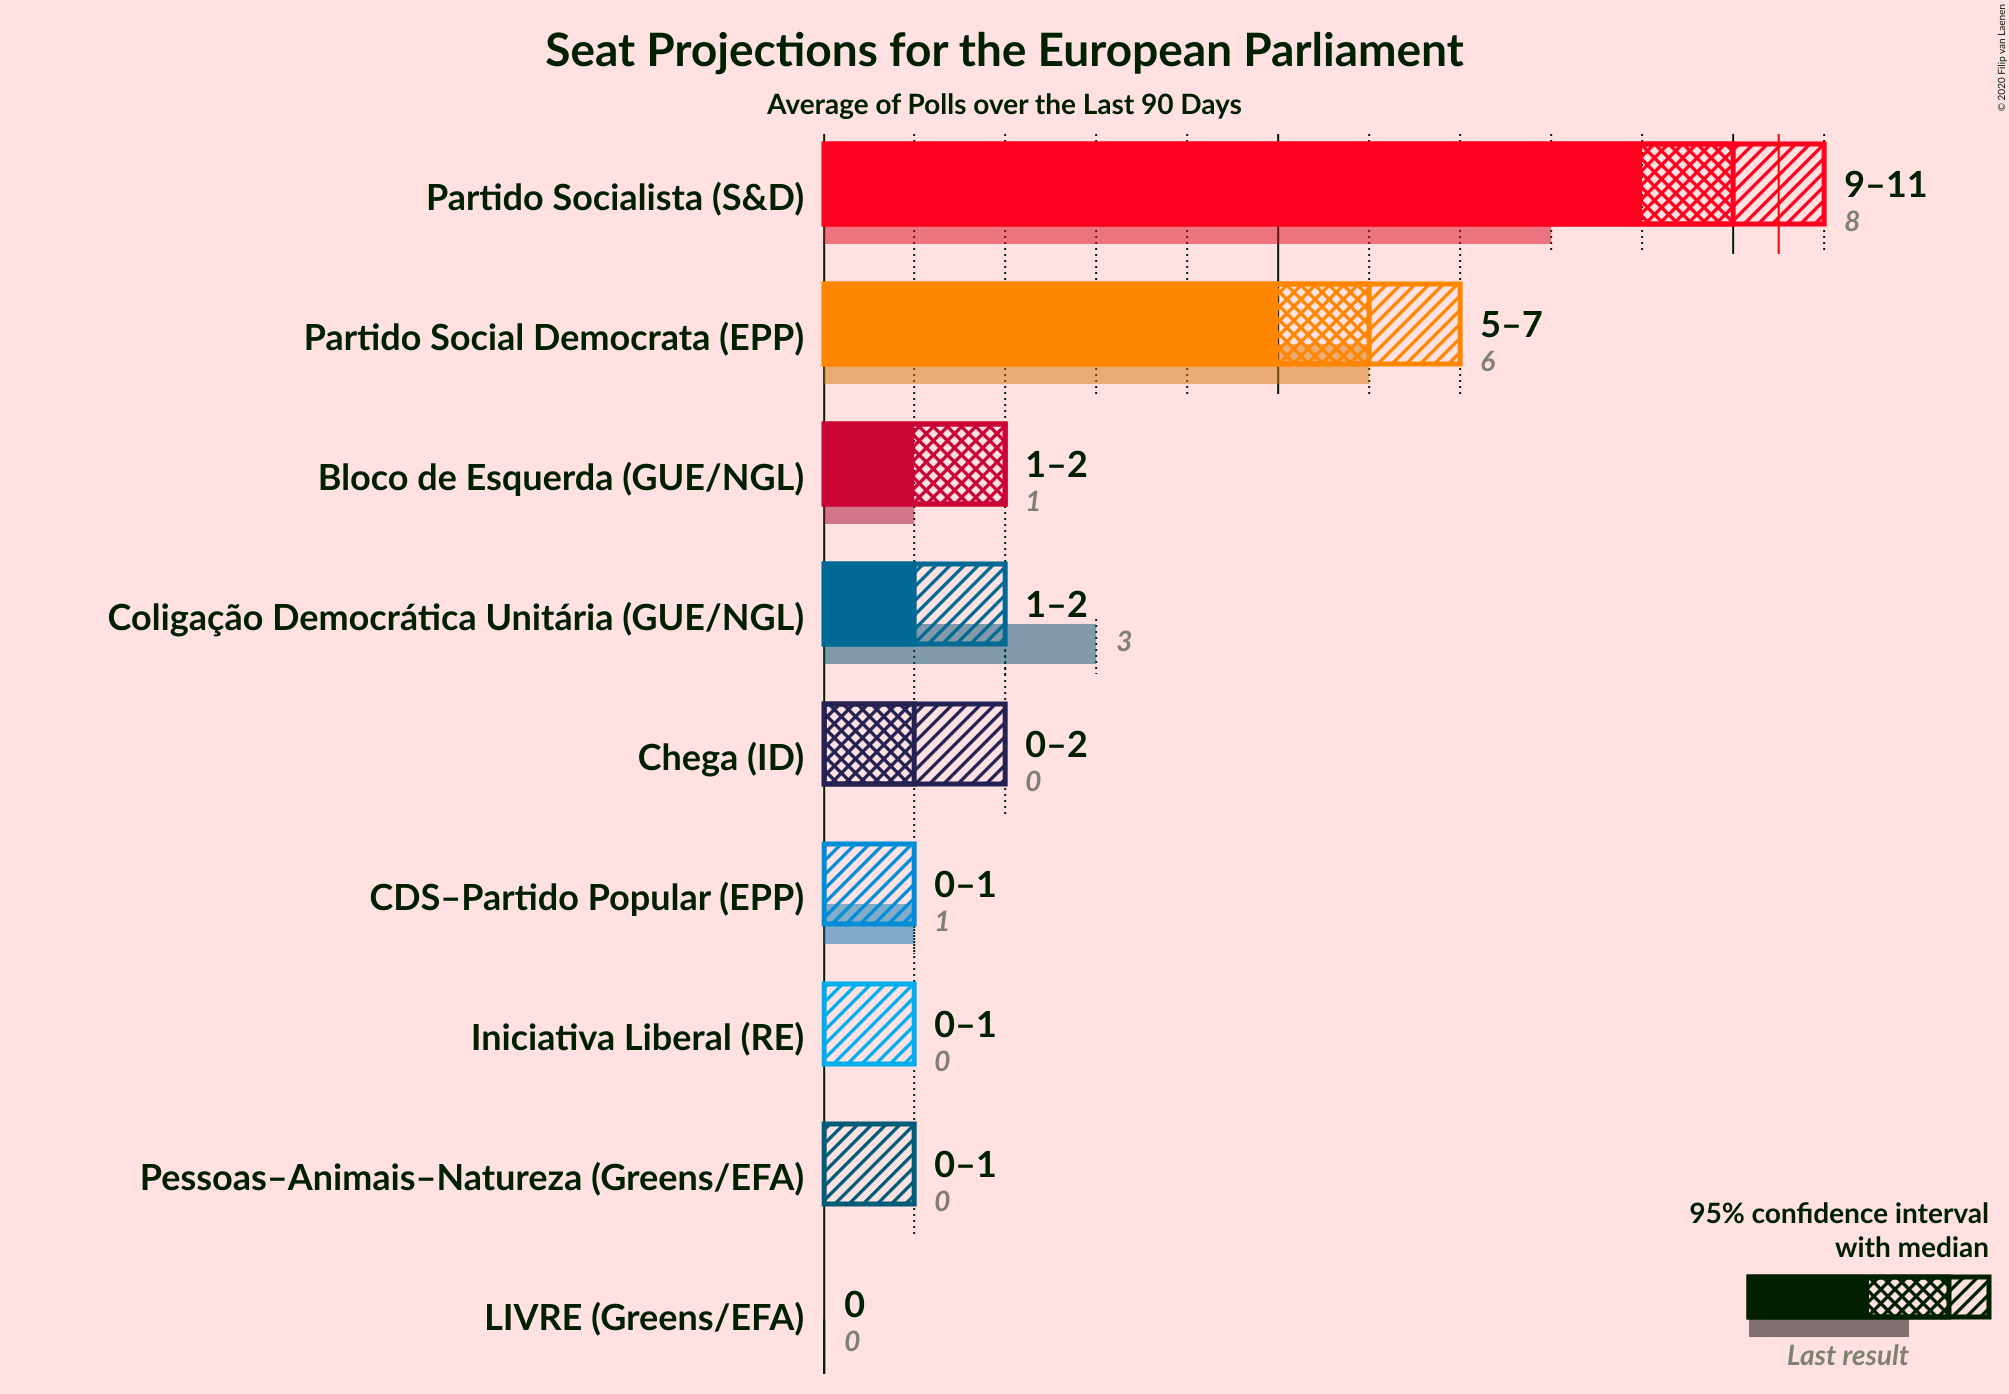 Seat Projections for the European Parliament
Average of Polls over the Last 90 Days
© 2020 Filip van Laenen
Partido Socialista (S&D)
9–11
8
Partido Social Democrata (EPP)
5–7
6
Bloco de Esquerda (GUE/NGL)
1–2
1
Coligação Democrática Unitária (GUE/NGL)
1–2
3
Chega (ID)
0–2
0
CDS–Partido Popular (EPP)
0–1
1
Iniciativa Liberal (RE)
0–1
0
Pessoas–Animais–Natureza (Greens/EFA)
0–1
0
LIVRE (Greens/EFA)
0
0
95% confidence interval
with median
Last result